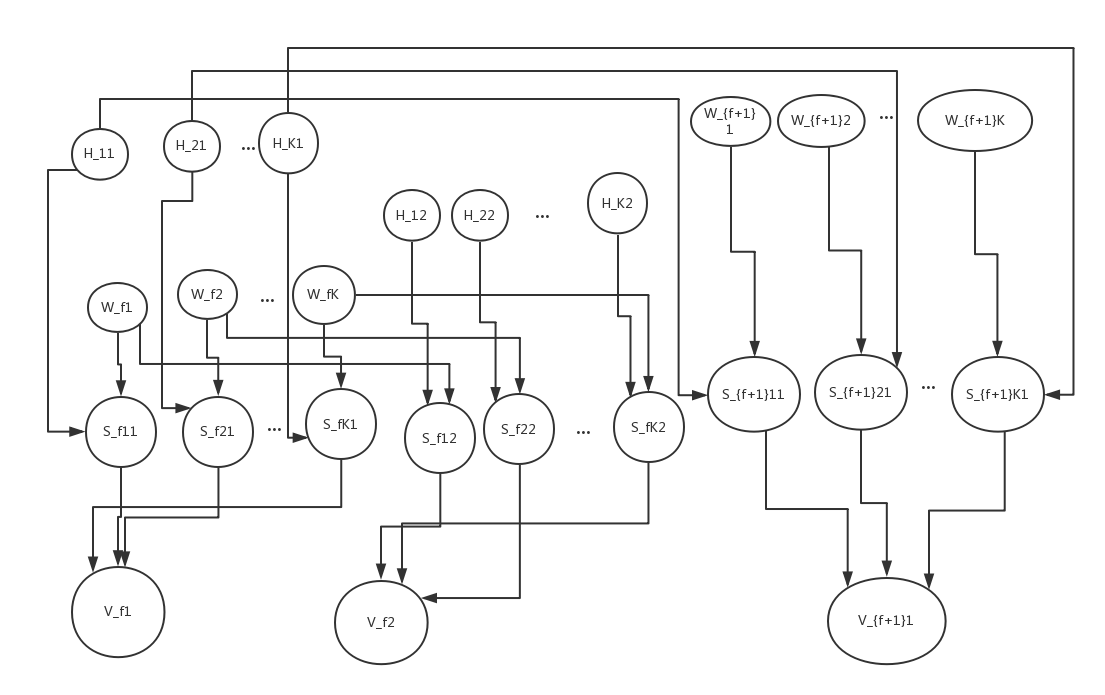 W_{f+1}
1
W_{f+1}2
...
W_{f+1}K
H_11
H_21
...
H_K1
H_12
H_22
...
H_K2
W_f1
W_f2
...
W_fK
S_f11
S_f21
...
S_fK1
S_f12
S_f22
...
S_fK2
S_{f+1}11
S_{f+1}21
...
S_{f+1}K1
V_f1
V_f2
V_{f+1}1